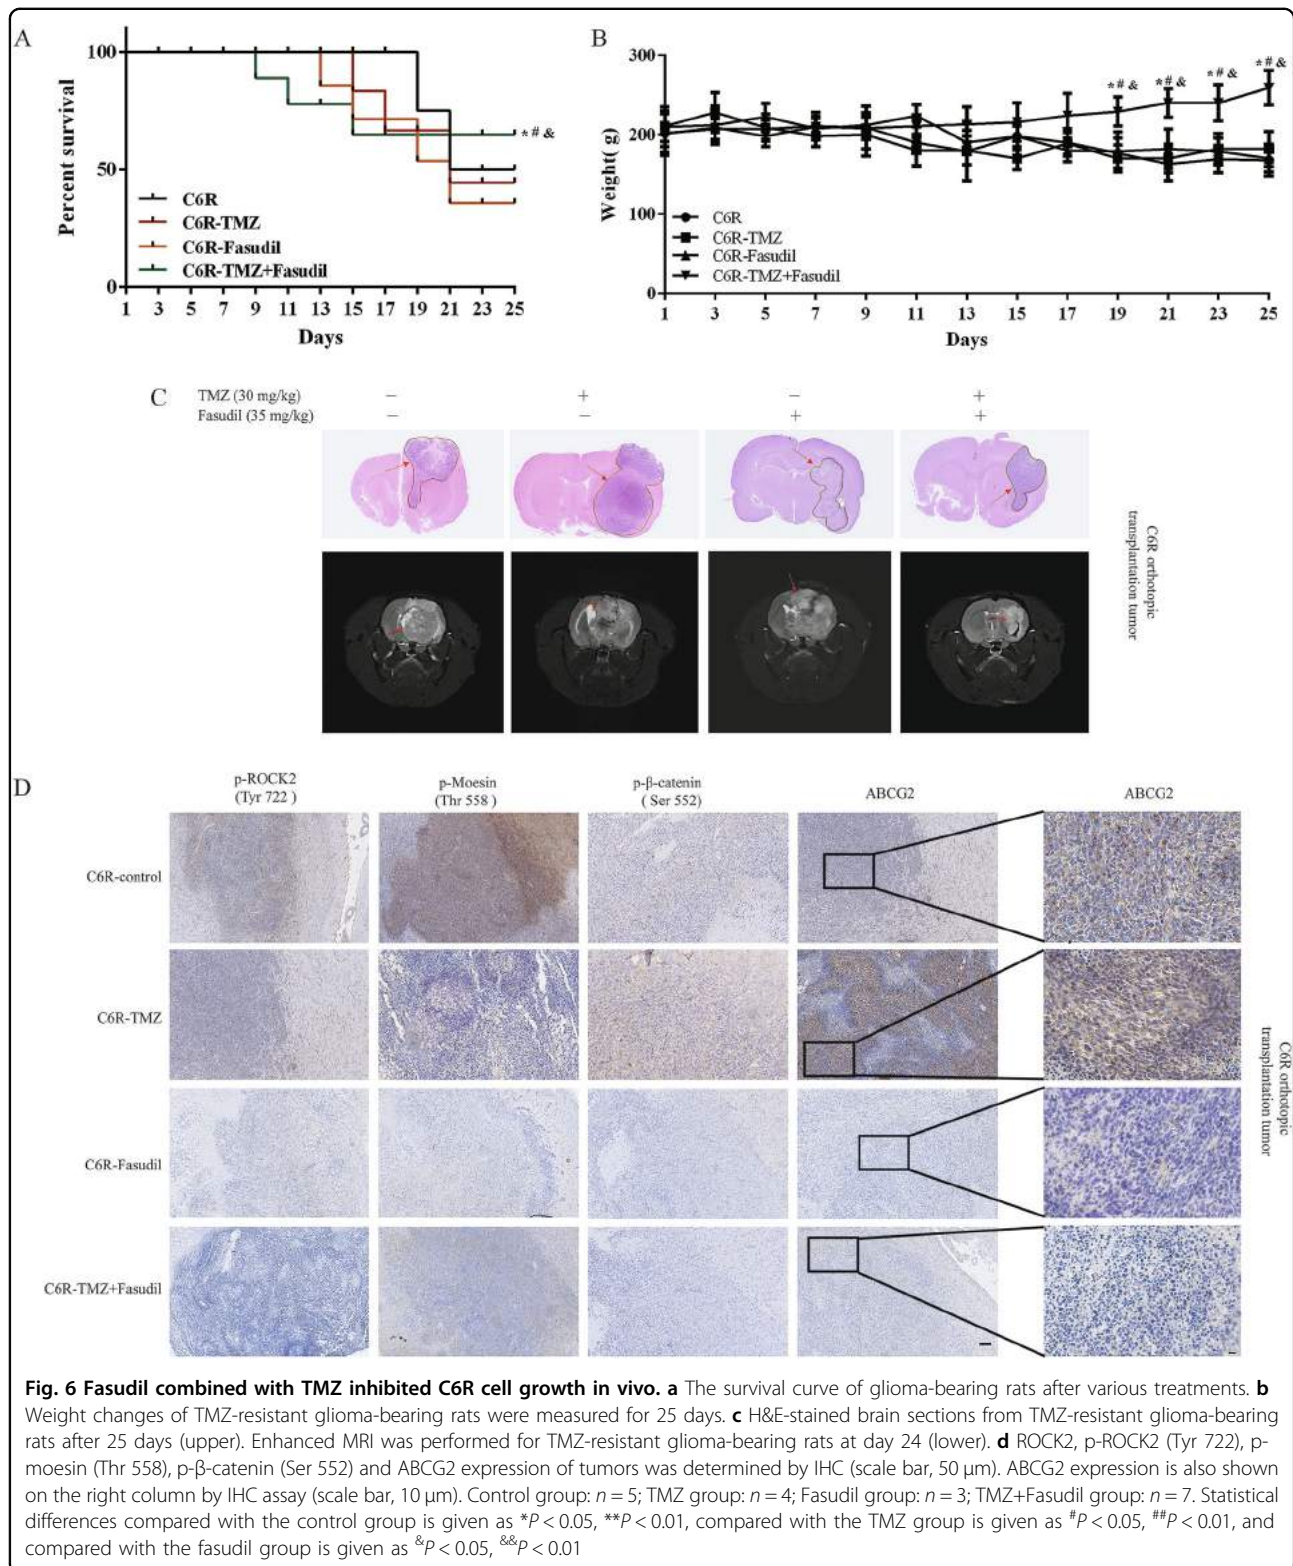 A
100
50
0
Percent survival
* # &
C6R
C6R-TMZ
C6R-Fasudil
C6R-TMZ+Fasudil
1 3 5 7 9 11 13 15 17 19 21 23 25
Days
B
300
200
100
0
Weight( g)
*# & *# & *# & *# &
C6R
C6R-TMZ
C6R-Fasudil
C6R-TMZ+Fasudil
1 3 5 7 9 11 13 15 17 19 21 23 25
Days
C
TMZ (30 mg/kg) − + − +
Fasudil (35 mg/kg) − − + +
C6R orthotopic
transplantation tumor
D
p-ROCK2
(Tyr 722 )
p-Moesin
(Thr 558 )
p-β-catenin
( Ser 552)
ABCG2
ABCG2
C6R-control
C6R-TMZ
C6R-Fasudil
C6R-TMZ+Fasudil
C6R orthotopic
transplantation tumor
Fig. 6 Fasudil combined with TMZ inhibited C6R cell growth in vivo. a The survival curve of glioma-bearing rats after various treatments. b
Weight changes of TMZ-resistant glioma-bearing rats were measured for 25 days. c H&E-stained brain sections from TMZ-resistant glioma-bearing
rats after 25 days (upper). Enhanced MRI was performed for TMZ-resistant glioma-bearing rats at day 24 (lower). d ROCK2, p-ROCK2 (Tyr 722), p-
moesin (Thr 558), p-β-catenin (Ser 552) and ABCG2 expression of tumors was determined by IHC (scale bar, 50 μm). ABCG2 expression is also shown
on the right column by IHC assay (scale bar, 10 μm). Control group: n = 5; TMZ group: n = 4; Fasudil group: n = 3; TMZ+Fasudil group: n = 7. Statistical
differences compared with the control group is given as *P < 0.05, **P < 0.01, compared with the TMZ group is given as #P < 0.05, ##P < 0.01, and
compared with the fasudil group is given as &P < 0.05, &&P < 0.01